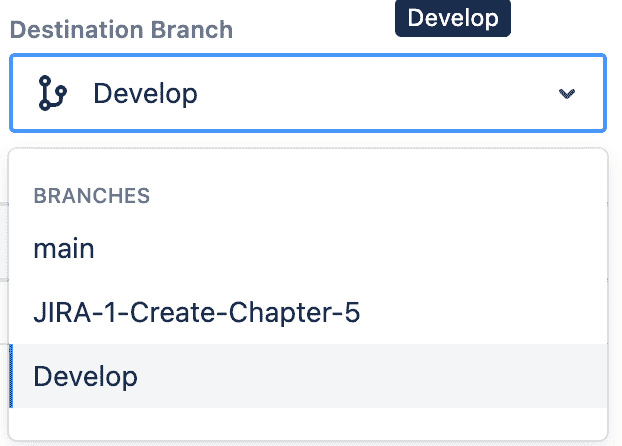 Destination Branch
Develop
Develop
BRANCHES
main
JIRA-1-Create-Chapter-5
Develop